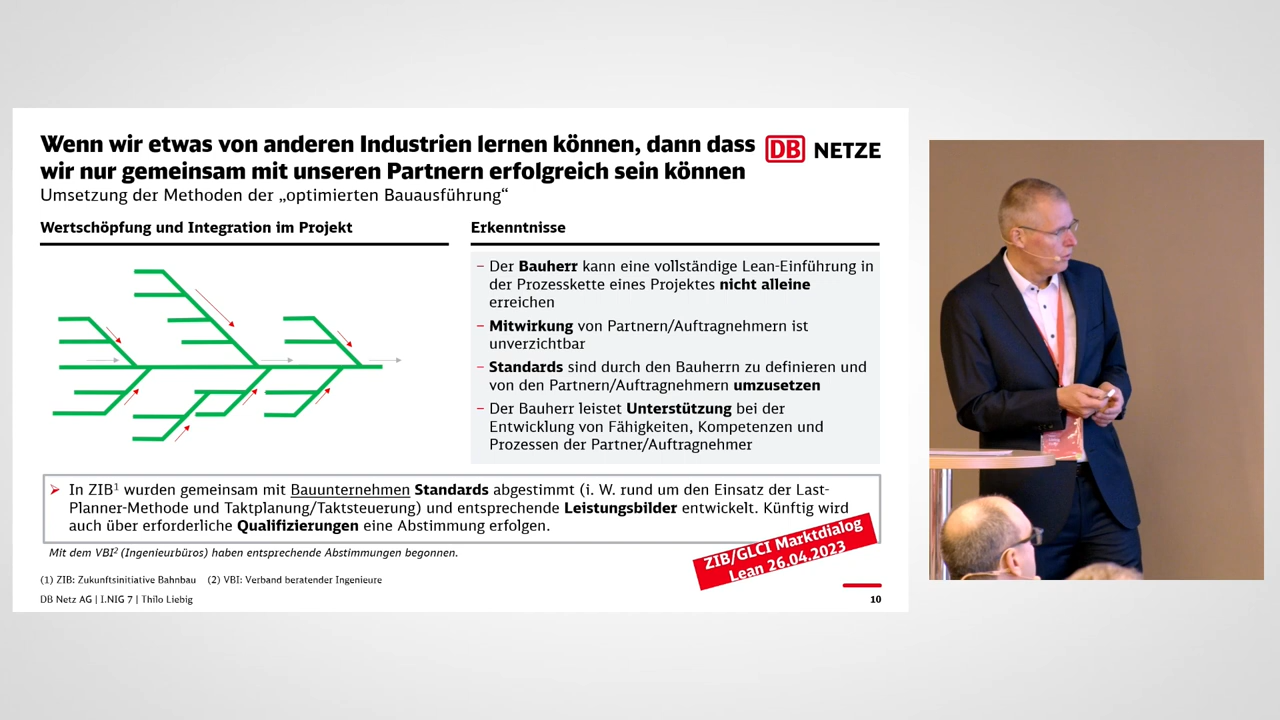 Wenn wir etwas von anderen Industrien lernen können, dann dass
wir nur gemeinsam mit unseren Partnern erfolgreich sein können
DB NETZE
Umsetzung der Methoden der „optimierten Bauausführung“
Wertschöpfung und Integration im Projekt
Erkenntnisse
– Der Bauherr kann eine vollständige Lean-Einführung in
der Prozesskette eines Projektes nicht alleine
erreichen
– Mitwirkung von Partnern/Auftragnehmern ist
unverzichtbar
– Standards sind durch den Bauherrn zu definieren und
von den Partnern/Auftragnehmern umzusetzen
– Der Bauherr leistet Unterstützung bei der
Entwicklung von Fähigkeiten, Kompetenzen und
Prozessen der Partner/Auftragnehmer
➢ In ZIB¹ wurden gemeinsam mit Bauunternehmen Standards abgestimmt (i. W. rund um den Einsatz der Last-
Planner-Methode und Taktplanung/Taktsteuerung) und entsprechende Leistungsbilder entwickelt. Künftig wird
auch über erforderliche Qualifizierungen eine Abstimmung erfolgen.
Mit dem VBI² (Ingenieurbüros) haben entsprechende Abstimmungen begonnen.
ZIB/GLCI Marktdialog
Lean 26.04.2023
(1) ZIB: Zukunftsinitiative Bahnbau (2) VBI: Verband beratender Ingenieure
DB Netz AG | I.NIG 7 | Thilo Liebig
10